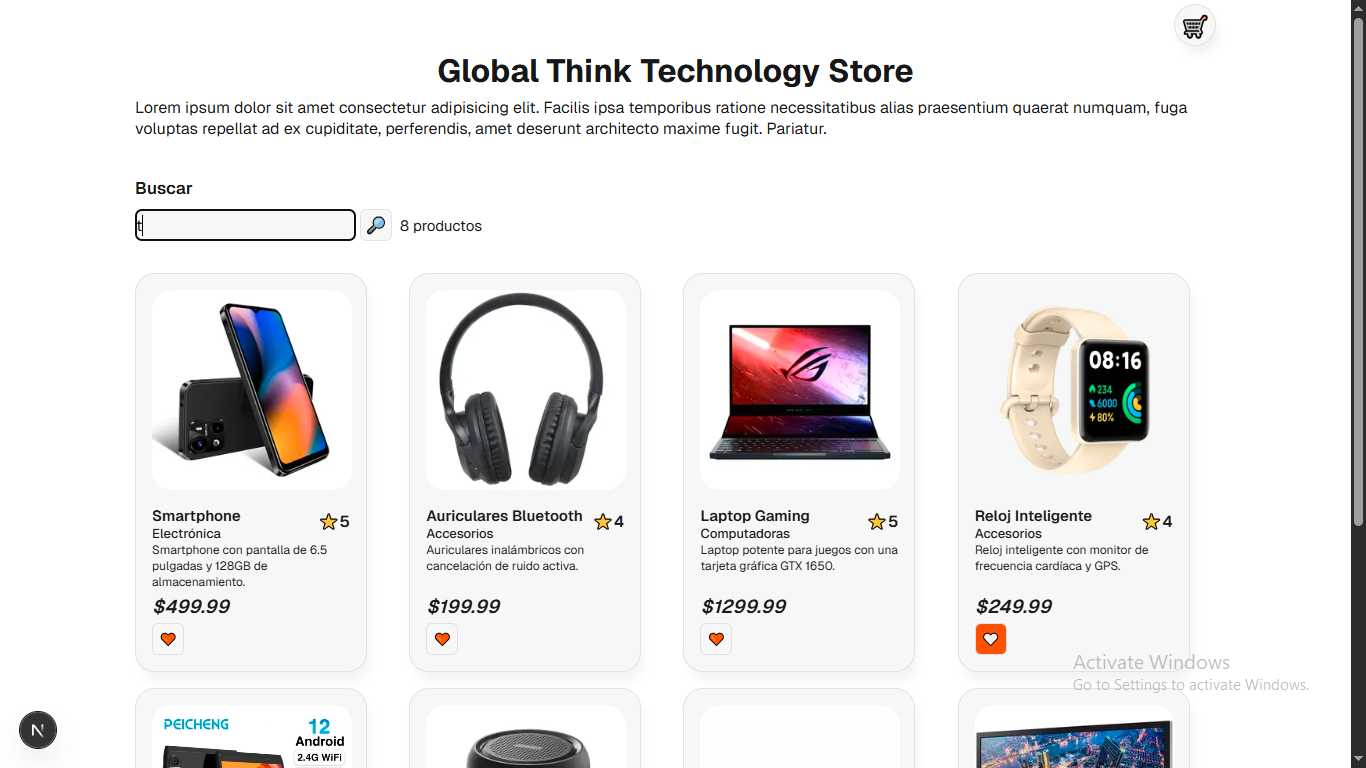 Global Think Technology Store
Lorem ipsum dolor sit amet consectetur adipisicing elit. Facilis ipsa temporibus ratione necessitatibus alias praesentium quaerat numquam, fuga
voluptas repellat ad ex cupiditate, perferendis, amet deserunt architecto maxime fugit. Pariatur.
Buscar
t
8 productos
08:16
234
6000
80%
Smartphone
5
Electrónica
Smartphone con pantalla de 6.5
pulgadas y 128GB de
almacenamiento.
$499.99
Auriculares Bluetooth
4
Accesorios
Auriculares inalámbricos con
cancelación de ruido activa.
$199.99
Laptop Gaming
5
Computadoras
Laptop potente para juegos con una
tarjeta gráfica GTX 1650.
$1299.99
Reloj Inteligente
4
Accesorios
Reloj inteligente con monitor de
frecuencia cardíaca y GPS.
$249.99
Activate Windows
Go to Settings to activate Windows.
N
PEICHENG
12
Android
2.4G WiFi